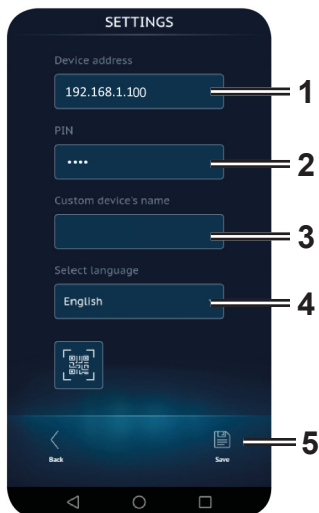 SETTINGS
Device address
192.168.1.100
1
PIN
••••
2
Custom device's name
3
Select language
English
4
Back
Save
5